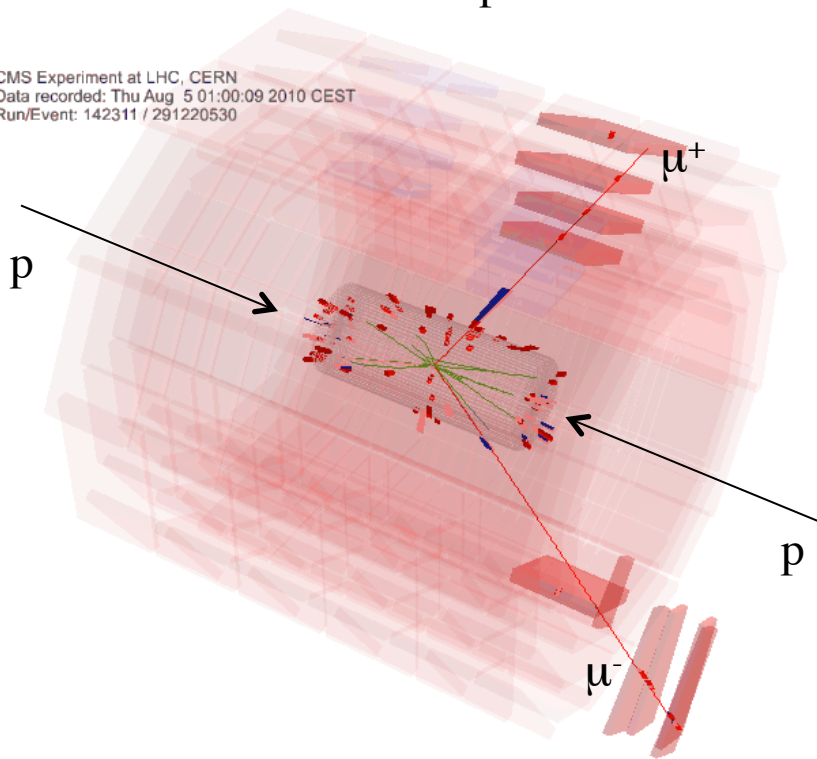 CMS Experiment at LHC, CERN
Data recorded: Thu Aug 5 01:00:09 2010 CEST
Run/Event: 142311 / 291220530
μ⁺
p
p
μ⁻